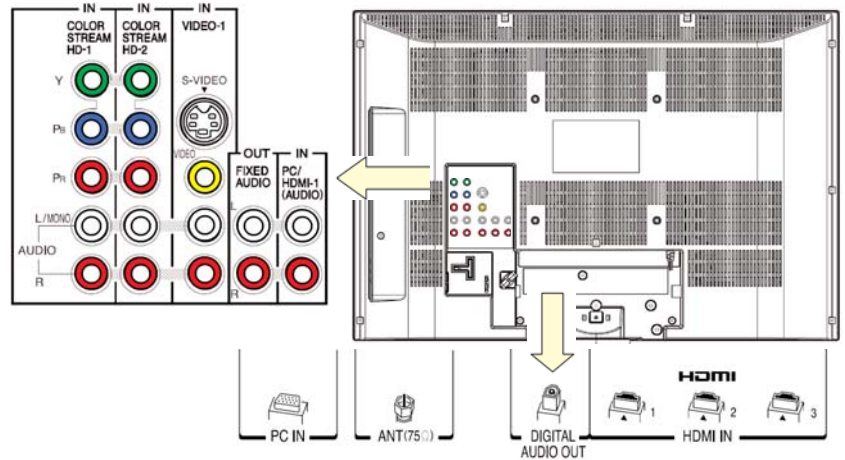 IN IN IN
COLOR
STREAM
HD-1
COLOR
STREAM
HD-2
VIDEO-1
S-VIDEO
Y
PB
PR
VIDEO
OUT IN
FIXED
AUDIO
PC/
HDMI-1
(AUDIO)
L/MONO
L
AUDIO
R
R
HDMI
1 2 3
PC IN
ANT(75Ω)
DIGITAL
AUDIO OUT
HDMI IN